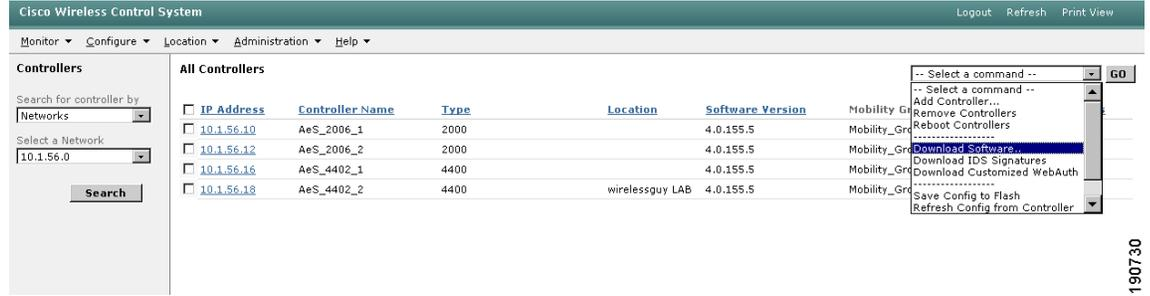 Cisco Wireless Control System
Logout Refresh Print View
Monitor Configure Location Administration Help
Controllers
Search for controller by
Networks
Select a Network
10.1.56.0
Search
All Controllers
-- Select a command -- GO
IP Address Controller Name Type Location Software Version Mobility Gr
10.1.56.10 AeS_2006_1 2000 4.0.155.5 Mobility_Gro
10.1.56.12 AeS_2006_2 2000 4.0.155.5 Mobility_Gro
10.1.56.16 AeS_4402_1 4400 4.0.155.5 Mobility_Gro
10.1.56.18 AeS_4402_2 4400 wirelessguy LAB 4.0.155.5 Mobility_Gro
-- Select a command --
Add Controller...
Remove Controllers
Reboot Controllers
------------------
Download Software..
Download IDS Signatures
Download Customized WebAuth
------------------
Save Config to Flash
Refresh Config from Controller
190730